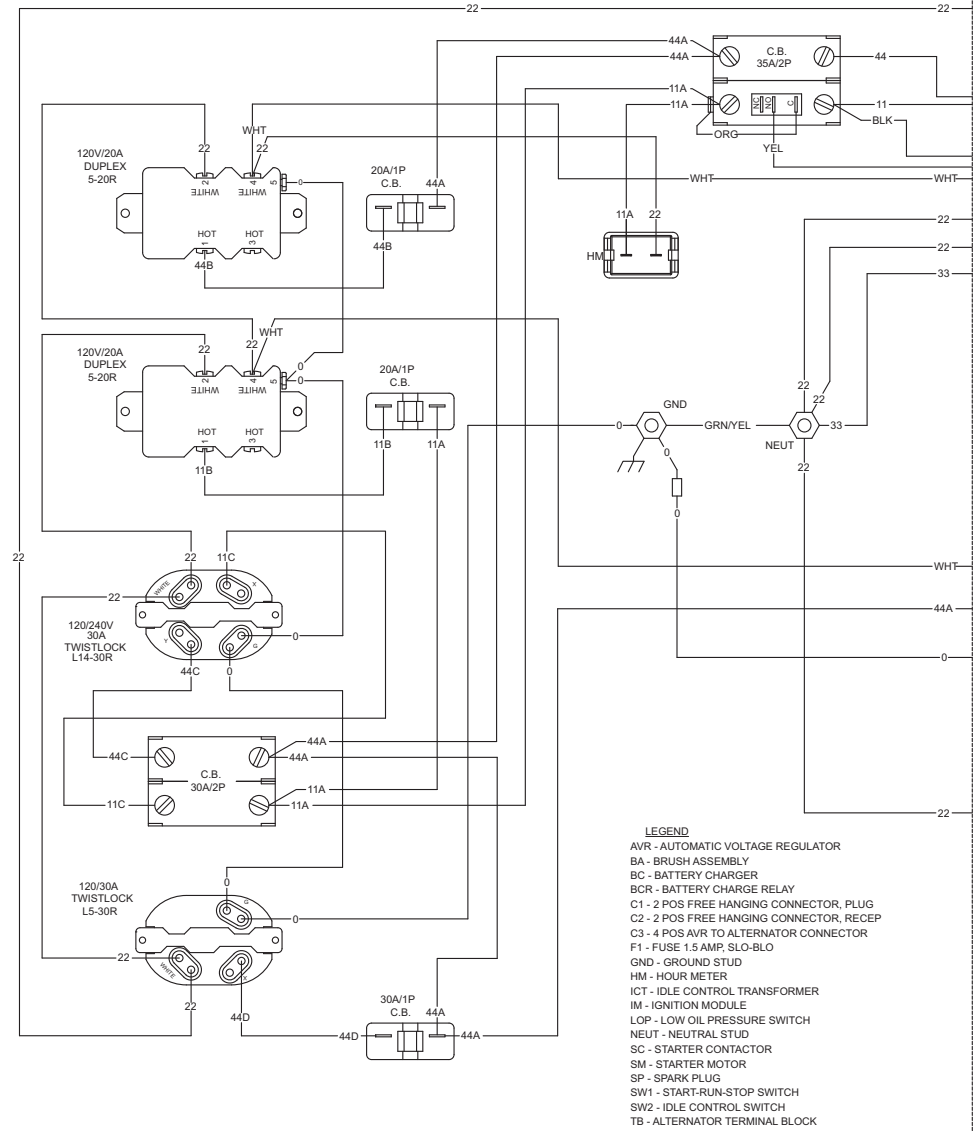 22
22
44A
44A
C.B.
35A/2P
44
11A
11A
NC
NO
C
11
BLK
ORG
YEL
WHT
22
22
120V/20A
DUPLEX
5-20R
2
WHITE
4
WHITE
5
0
HOT
1
HOT
3
44B
20A/1P
C.B.
44A
44B
WHT
WHT
11A
22
HM
22
22
33
WHT
22
22
120V/20A
DUPLEX
5-20R
2
WHITE
4
WHITE
5
0
0
HOT
1
HOT
3
11B
20A/1P
C.B.
11B
11A
GND
0
GRN/YEL
0
0
22
22
33
NEUT
22
22
22
11C
22
WHITE
X
Y
G
120/240V
30A
TWISTLOCK
L14-30R
0
44C
0
WHT
44A
0
44C
C.B.
30A/2P
44A
44A
11A
11C
11A
22
120/30A
TWISTLOCK
L5-30R
0
G
0
22
WHITE
X
22
44D
30A/1P
C.B.
44A
44D
44A
LEGEND
AVR - AUTOMATIC VOLTAGE REGULATOR
BA - BRUSH ASSEMBLY
BC - BATTERY CHARGER
BCR - BATTERY CHARGE RELAY
C1 - 2 POS FREE HANGING CONNECTOR, PLUG
C2 - 2 POS FREE HANGING CONNECTOR, RECEP
C3 - 4 POS AVR TO ALTERNATOR CONNECTOR
F1 - FUSE 1.5 AMP, SLO-BLO
GND - GROUND STUD
HM - HOUR METER
ICT - IDLE CONTROL TRANSFORMER
IM - IGNITION MODULE
LOP - LOW OIL PRESSURE SWITCH
NEUT - NEUTRAL STUD
SC - STARTER CONTACTOR
SM - STARTER MOTOR
SP - SPARK PLUG
SW1 - START-RUN-STOP SWITCH
SW2 - IDLE CONTROL SWITCH
TB - ALTERNATOR TERMINAL BLOCK